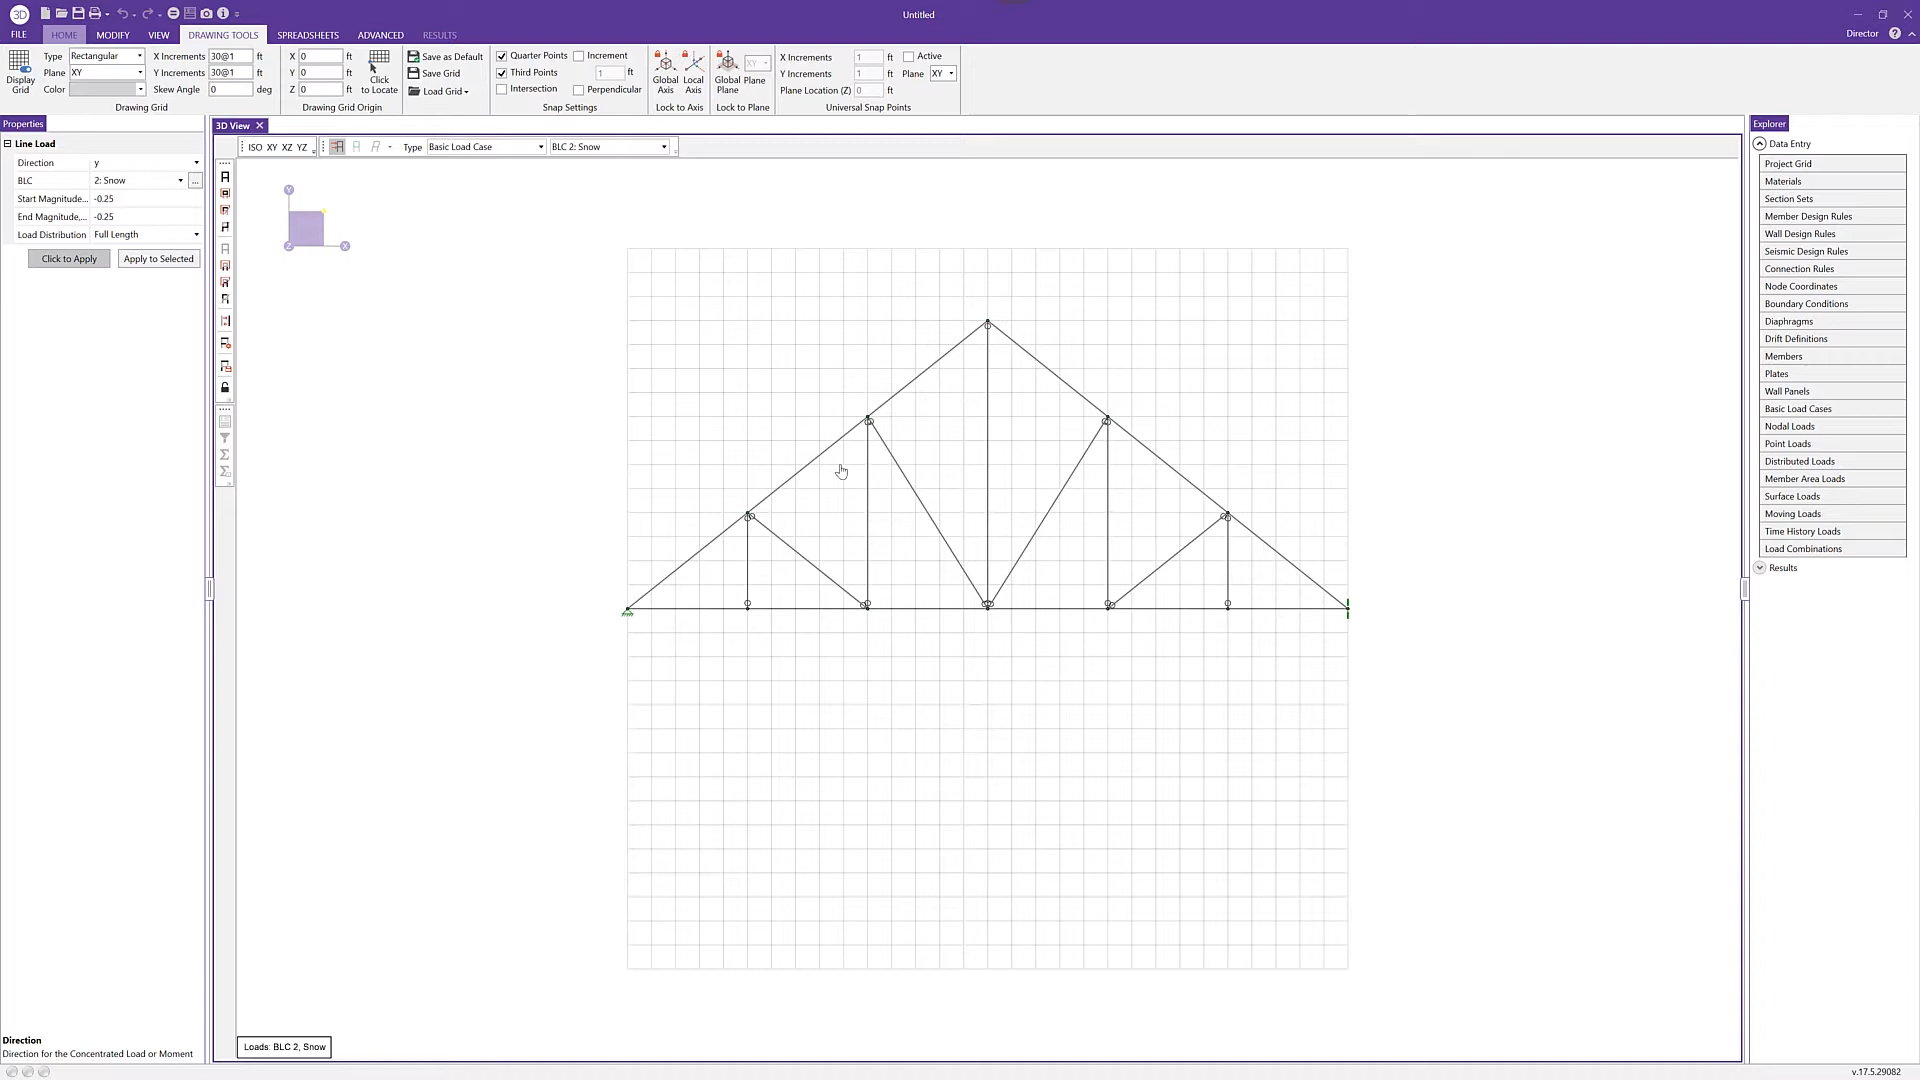 3D
Untitled
FILE HOME MODIFY VIEW DRAWING TOOLS SPREADSHEETS ADVANCED RESULTS
Director
Display Grid
Type Rectangular X Increments 30@1 ft
Plane XY Y Increments 30@1 ft
Color Skew Angle 0 deg
Drawing Grid
X 0 ft
Y 0 ft
Z 0 ft
Click to Locate
Drawing Grid Origin
Save as Default
Save Grid
Load Grid
Quarter Points Increment
Third Points 1 ft
Intersection Perpendicular
Snap Settings
Global Axis Local Axis
Lock to Axis
Global Plane XY Plane
Lock to Plane
X Increments 1 ft Active
Y Increments 1 ft Plane XY
Plane Location (Z) 0 ft
Universal Snap Points
Properties
Line Load
Direction y
BLC 2: Snow ...
Start Magnitude... -0.25
End Magnitude,... -0.25
Load Distribution Full Length
Click to Apply Apply to Selected
3D View
ISO XY XZ YZ Type Basic Load Case BLC 2: Snow
Y
Z X
Loads: BLC 2, Snow
Direction
Direction for the Concentrated Load or Moment
Explorer
Data Entry
Project Grid
Materials
Section Sets
Member Design Rules
Wall Design Rules
Seismic Design Rules
Connection Rules
Node Coordinates
Boundary Conditions
Diaphragms
Drift Definitions
Members
Plates
Wall Panels
Basic Load Cases
Nodal Loads
Point Loads
Distributed Loads
Member Area Loads
Surface Loads
Moving Loads
Time History Loads
Load Combinations
Results
v.17.5.29082